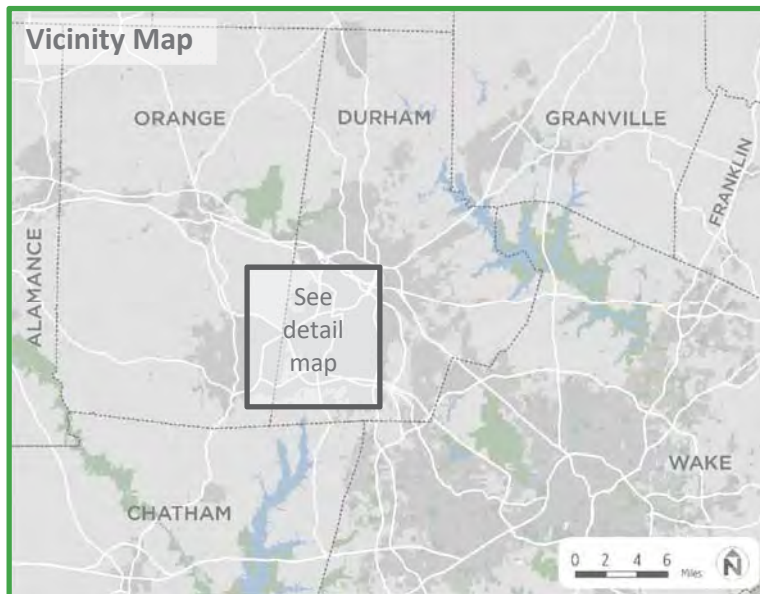 Vicinity Map
ORANGE
DURHAM
GRANVILLE
FRANKLIN
ALAMANCE
See
detail
map
WAKE
CHATHAM
0 2 4 6
Miles
N